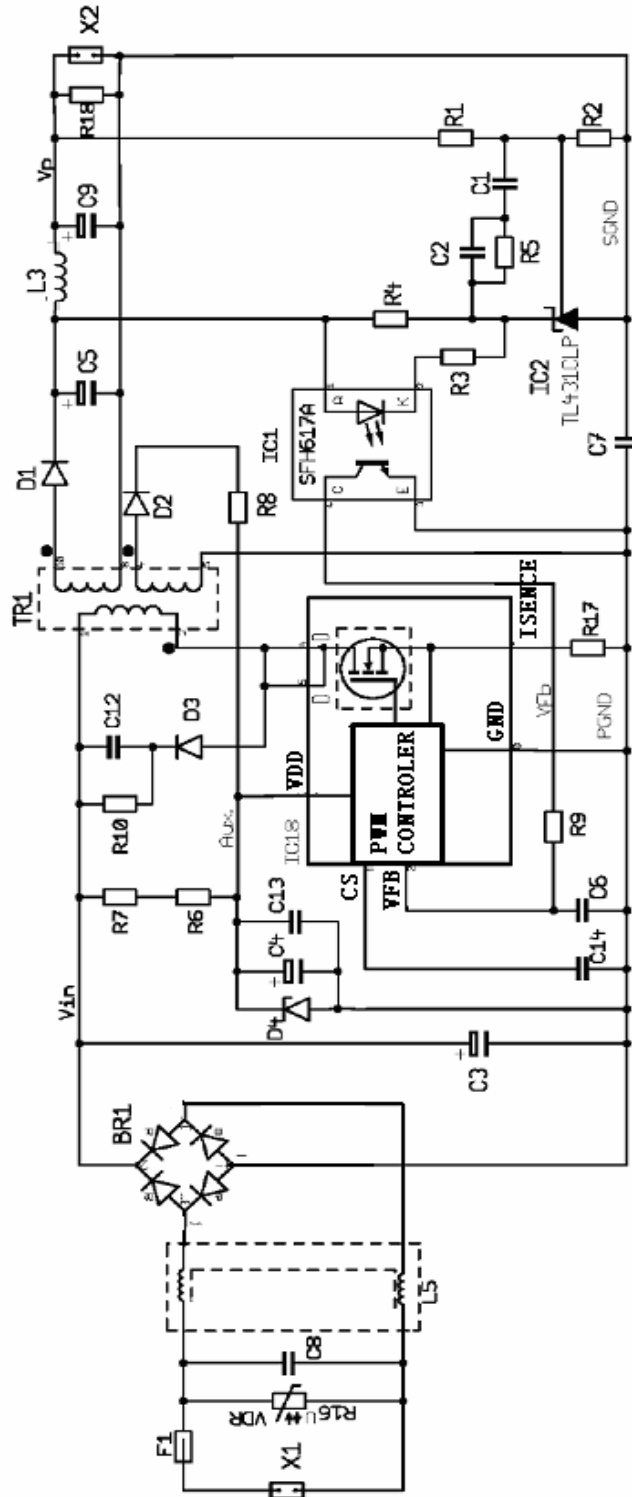 X1
F1
R16
U
VDR
C8
L5
BR1
C3
+
Vin
R7
R6
D4
C4
+
C13
R10
C12
D3
Aux.
IC18
VDD
D
D
PWM
CONTROLER
CS
VFB
GND
ISENCE
C14
C6
R9
VFb
PGND
R17
TR1
D1
D2
R8
IC1
SFH617A
A
K
C
E
C5
+
L3
C9
+
Vp
R18
X2
R4
R3
C2
R5
C1
R1
R2
IC2
TL431CLP
SGND
C7